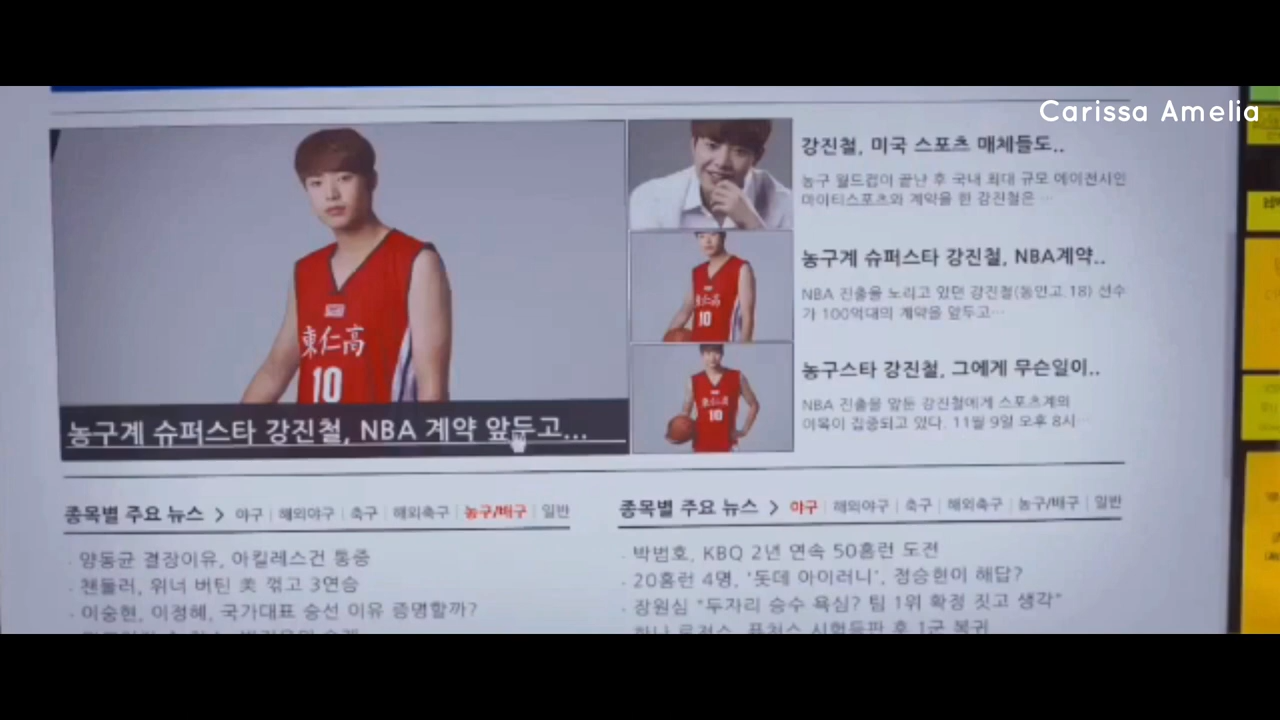 Carissa Amelia
강진철, 미국 스포츠 매체들도..
농구 월드컵이 끝난 후 국내 최대 규모 에이전시인
마이티스포츠와 계약을 한 강진철은 ...
농구계 슈퍼스타 강진철, NBA계약..
NBA 진출을 노리고 있던 강진철(동인고.18) 선수
가 100억대의 계약을 앞두고...
농구스타 강진철, 그에게 무슨일이..
NBA 진출을 앞둔 강진철에게 스포츠계의
이목이 집중되고 있다. 11월 9일 오후 8시...
東仁高
10
東仁高
10
東仁高
10
농구계 슈퍼스타 강진철, NBA 계약 앞두고...
종목별 주요 뉴스 > 야구 | 해외야구 | 축구 | 해외축구 | 농구/배구 | 일반
· 양동균 결장이유, 아킬레스건 통증
· 챈들러, 위너 버틴 美 꺾고 3연승
· 이숭현, 이정혜, 국가대표 승선 이유 증명할까?
종목별 주요 뉴스 > 야구 | 해외야구 | 축구 | 해외축구 | 농구/배구 | 일반
· 박범호, KBQ 2년 연속 50홈런 도전
· 20홈런 4명, '돗데 아이러니', 정승현이 해답?
· 장원심 "두자리 승수 욕심? 팀 1위 확정 짓고 생각"